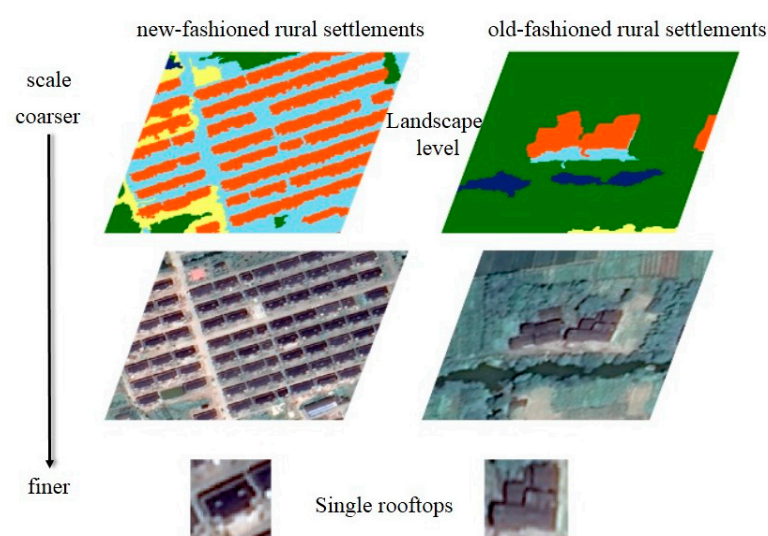 new-fashioned rural settlements
old-fashioned rural settlements
scale
coarser
Landscape
level
finer
Single rooftops